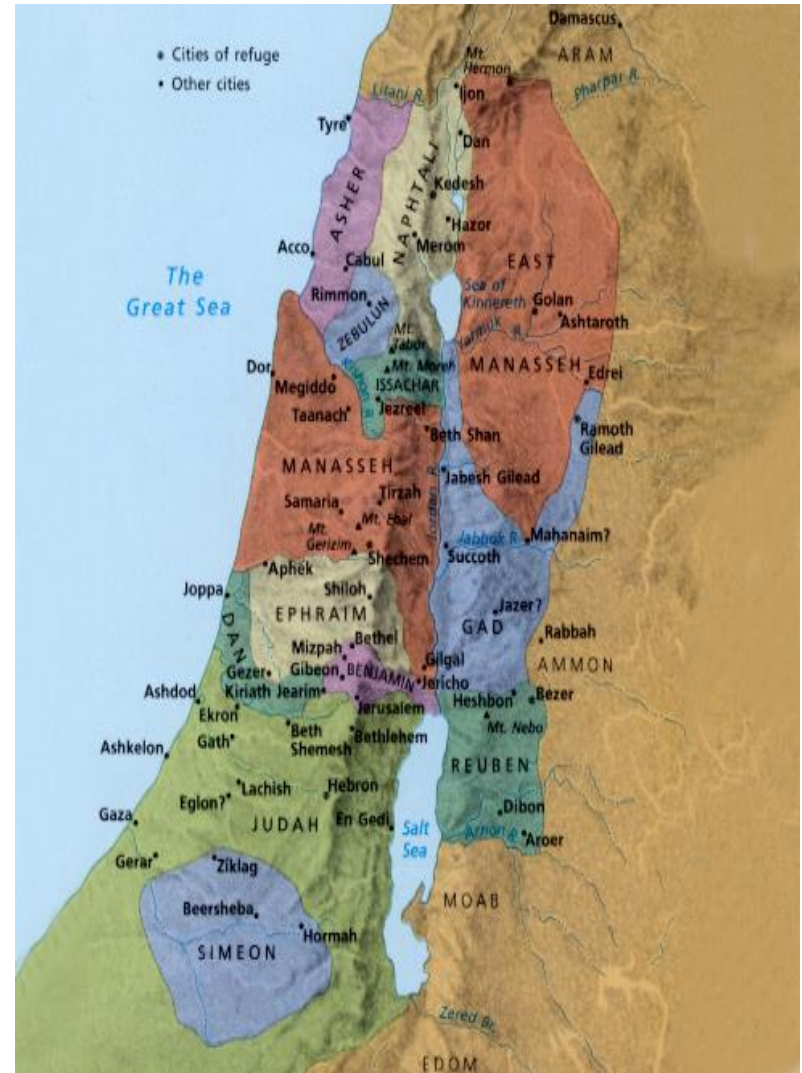 Damascus
• Cities of refuge
• Other cities
Mt.
Hermon
ARAM
Litani R.
Ijon
Pharpar R.
Tyre
Dan
ASHER
NAPHTALI
Kedesh
Hazor
Acco
Merom
Cabul
EAST
The
Great Sea
Rimmon
Sea of
Kinnereth
Golan
Ashtaroth
ZEBULUN
Mt.
Tabor
Yarmuk R.
Dor
Kishon R.
Mt. Moreh
MANASSEH
Edrei
Megiddo
ISSACHAR
Taanach
Jezreel
Beth Shan
Ramoth
Gilead
MANASSEH
Jabesh Gilead
Jordan R.
Samaria
Tirzah
Mt. Ebal
Mt.
Gerizim
Jabbok R.
Mahanaim?
Shechem
Succoth
Aphek
Joppa
Shiloh
DAN
EPHRAIM
Jazer?
GAD
Rabbah
Mizpah
Bethel
Gezer
Gibeon
BENJAMIN
Gilgal
Jericho
AMMON
Ashdod
Kiriath Jearim
Heshbon
Bezer
Ekron
Jerusalem
Mt. Nebo
Ashkelon
Gath
Beth
Shemesh
Bethlehem
REUBEN
Lachish
Hebron
Eglon?
Dibon
Gaza
JUDAH
En Gedi
Salt
Sea
Arnon R.
Aroer
Gerar
Ziklag
MOAB
Beersheba
Hormah
SIMEON
Zered Br.
EDOM